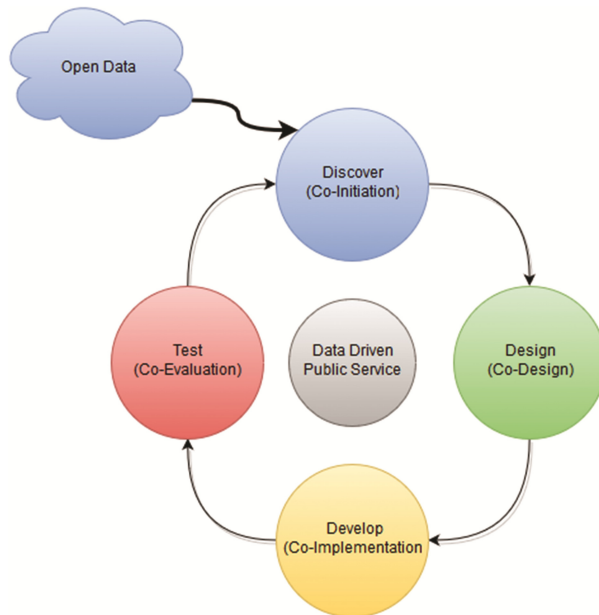 Open Data
Discover
(Co-Initiation)
Test
(Co-Evaluation)
Data Driven
Public Service
Design
(Co-Design)
Develop
(Co-Implementation